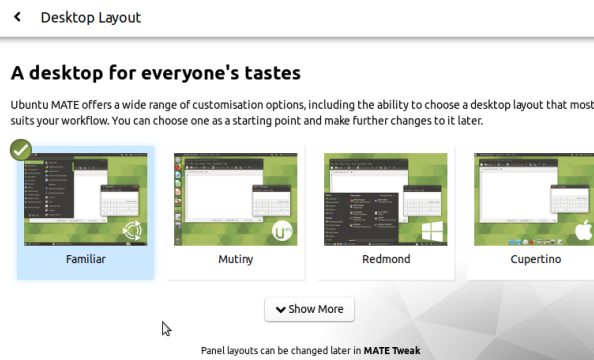 Desktop Layout
A desktop for everyone's tastes
Ubuntu MATE offers a wide range of customisation options, including the ability to choose a desktop layout that most
suits your workflow. You can choose one as a starting point and make further changes to it later.
Familiar
Mutiny
Redmond
Cupertino
Show More
Panel layouts can be changed later in MATE Tweak